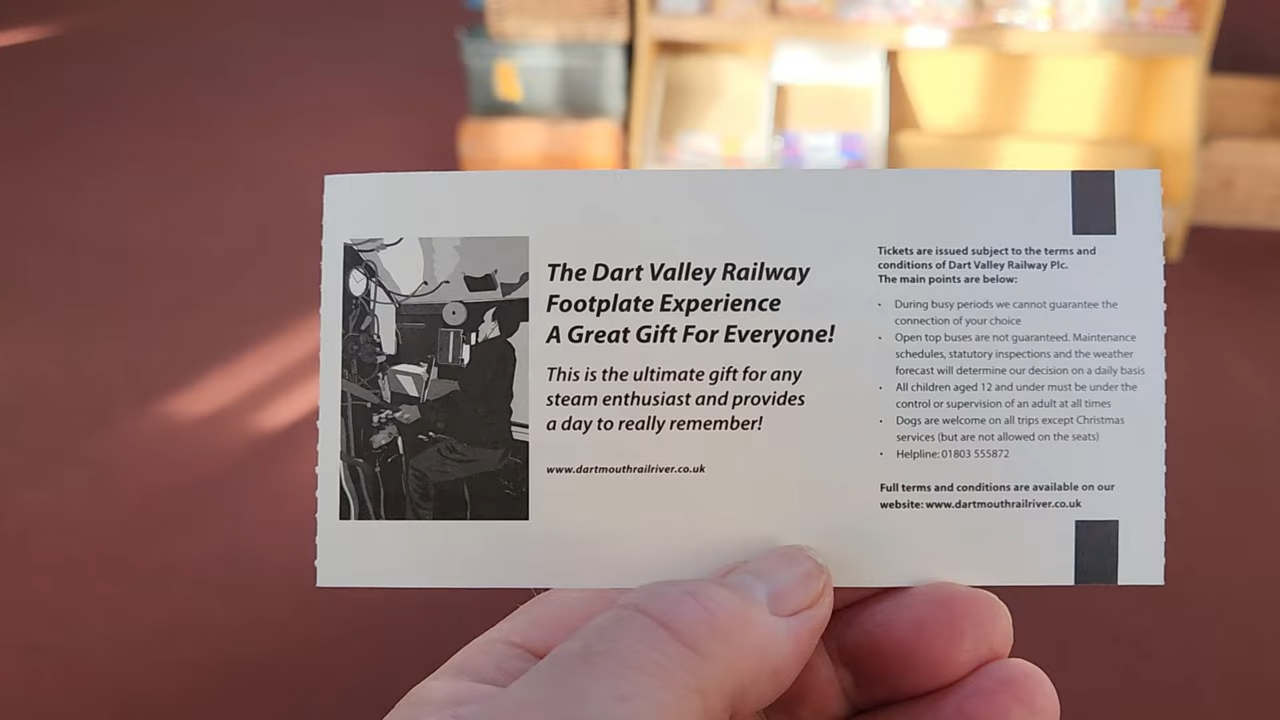 The Dart Valley Railway
Footplate Experience
A Great Gift For Everyone!
This is the ultimate gift for any
steam enthusiast and provides
a day to really remember!
www.dartmouthrailriver.co.uk
Tickets are issued subject to the terms and
conditions of Dart Valley Railway Plc.
The main points are below:
• During busy periods we cannot guarantee the
connection of your choice
• Open top buses are not guaranteed. Maintenance
schedules, statutory inspections and the weather
forecast will determine our decision on a daily basis
• All children aged 12 and under must be under the
control or supervision of an adult at all times
• Dogs are welcome on all trips except Christmas
services (but are not allowed on the seats)
• Helpline: 01803 555872
Full terms and conditions are available on our
website: www.dartmouthrailriver.co.uk